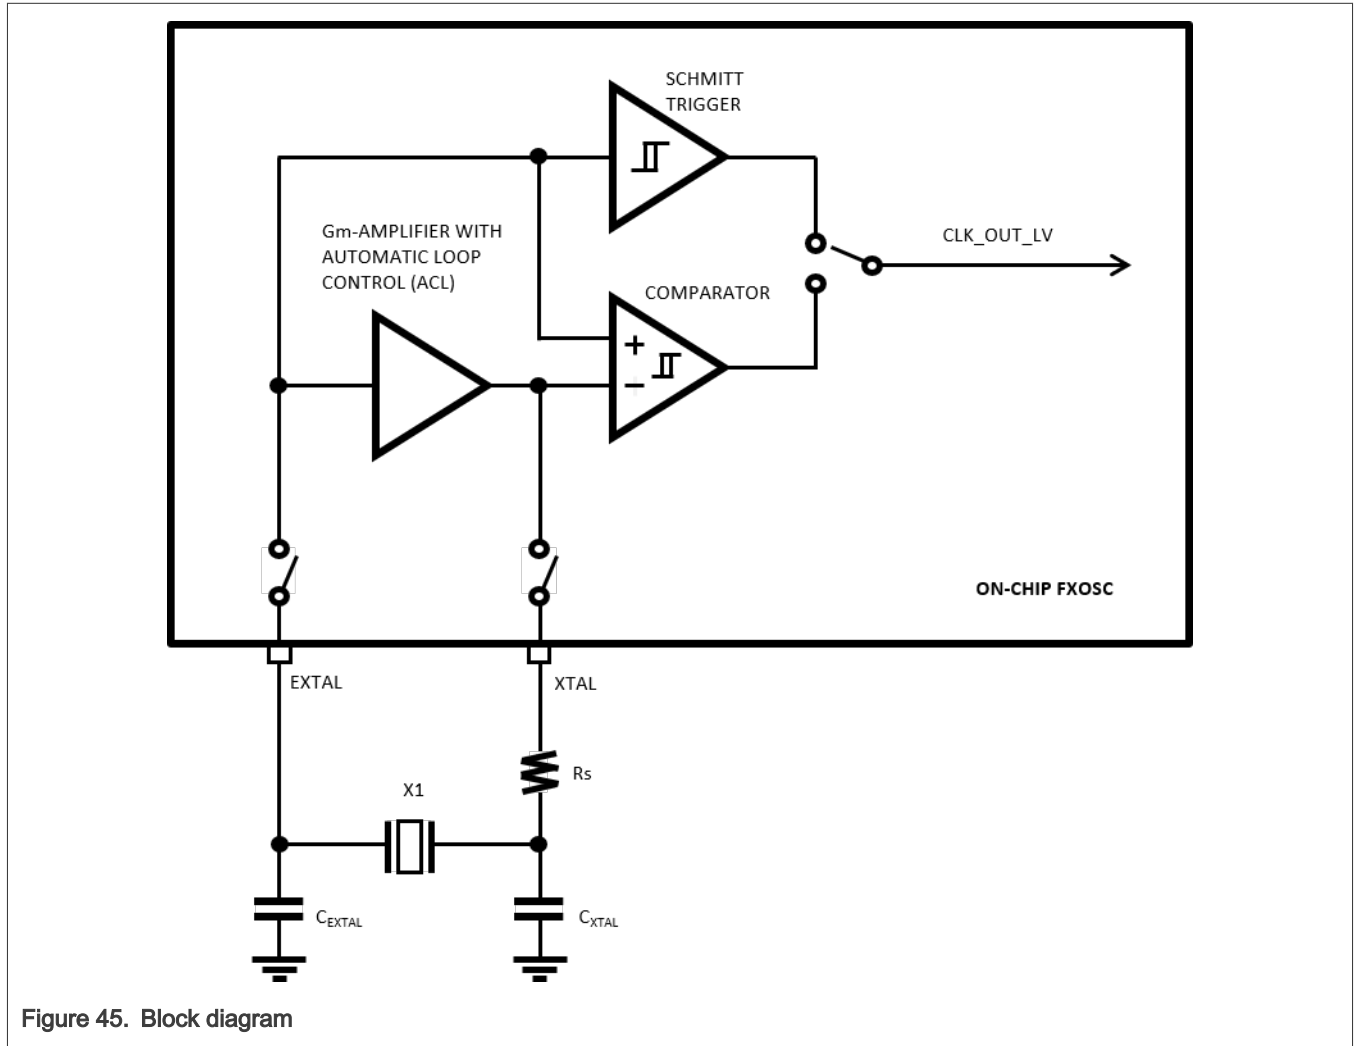 SCHMITT
TRIGGER
Gm-AMPLIFIER WITH
AUTOMATIC LOOP
CONTROL (ACL)
CLK_OUT_LV
COMPARATOR
+
−
ON-CHIP FXOSC
EXTAL
XTAL
Rs
X1
CEXTAL
CXTAL
Figure 45. Block diagram